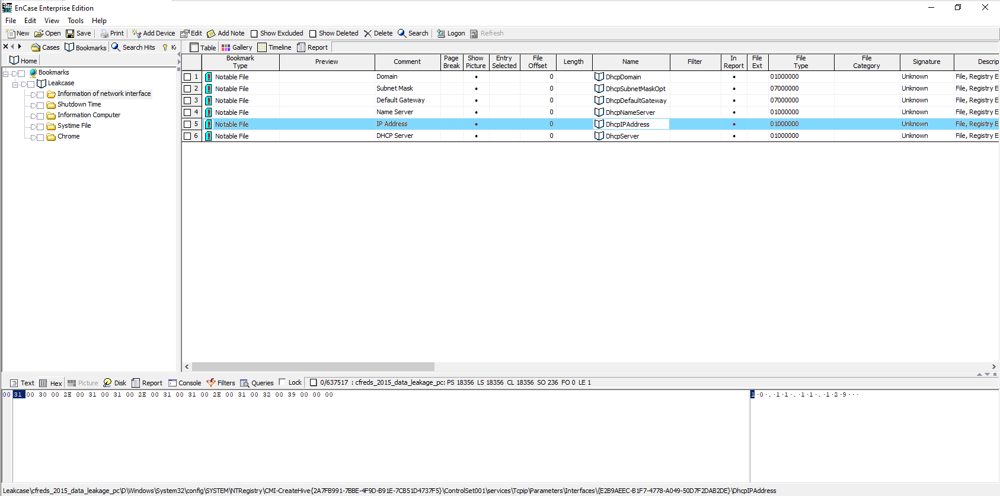 EnCase Enterprise Edition
File Edit View Tools Help
New Open Save Print Add Device Edit Add Note Show Excluded Show Deleted Delete Search Logon Refresh
Cases Bookmarks Search Hits Ke
Table Gallery Timeline Report
Home
Bookmarks
Leakcase
Information of network interface
Shutdown Time
Information Computer
Systime File
Chrome
Bookmark Type Preview Comment Page Break Show Picture Entry Selected File Offset Length Name Filter In Report File Ext File Type File Category Signature Descrip
1 Notable File Domain • 0 DhcpDomain • 01000000 Unknown File, Registry E
2 Notable File Subnet Mask • 0 DhcpSubnetMaskOpt • 07000000 Unknown File, Registry E
3 Notable File Default Gateway • 0 DhcpDefaultGateway • 07000000 Unknown File, Registry E
4 Notable File Name Server • 0 DhcpNameServer • 01000000 Unknown File, Registry E
5 Notable File IP Address • 0 DhcpIPAddress • 01000000 Unknown File, Registry E
6 Notable File DHCP Server • 0 DhcpServer • 01000000 Unknown File, Registry E
Text Hex Picture Disk Report Console Filters Queries Lock 0/637517 : cfreds_2015_data_leakage_pc: PS 18356 LS 18356 CL 18356 SO 236 FO 0 LE 1
00 31 00 30 00 2E 00 31 00 31 00 2E 00 31 00 31 00 2E 00 31 00 32 00 39 00 00 00 1·0·.·1·1·.·1·1·.·1·2·9···
Leakcase\cfreds_2015_data_leakage_pc\D\Windows\System32\config\SYSTEM\NTRegistry\CMI-CreateHive{2A7FB991-7BBE-4F9D-B91E-7CB51D4737F5}\ControlSet001\services\Tcpip\Parameters\Interfaces\{E2B9AEEC-B1F7-4778-A049-50D7F2DAB2DE}\DhcpIPAddress